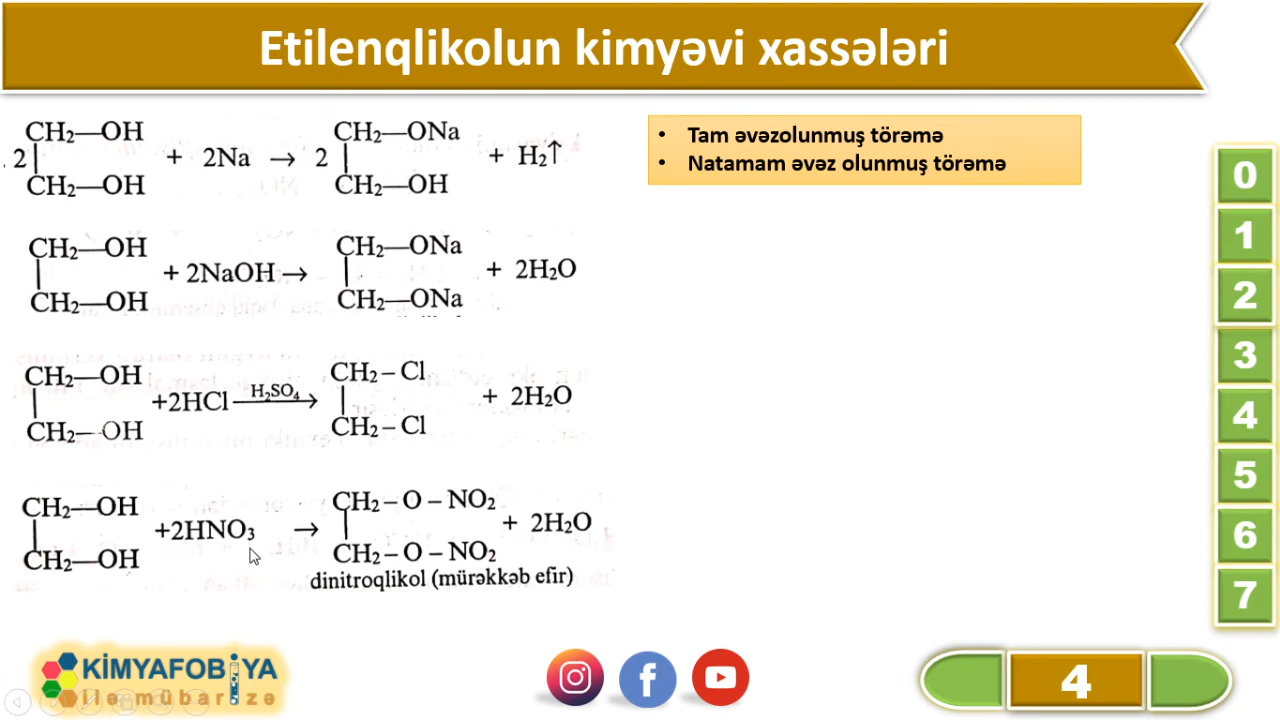 Etilenqlikolun kimyəvi xassələri
CH₂—OH CH₂—ONa
2 + 2Na → 2 + H₂↑
CH₂—OH CH₂—OH
• Tam əvəzolunmuş törəmə
• Natamam əvəz olunmuş törəmə
CH₂—OH CH₂—ONa
+ 2NaOH → + 2H₂O
CH₂—OH CH₂—ONa
CH₂—OH CH₂–Cl
+2HCl H₂SO₄ → + 2H₂O
CH₂—OH CH₂–Cl
CH₂—OH CH₂–O–NO₂
+2HNO₃ → + 2H₂O
CH₂—OH CH₂–O–NO₂
dinitroqlikol (mürəkkəb efir)
0
1
2
3
4
5
6
7
KİMYAFOBİYA
ilə mübarizə
4